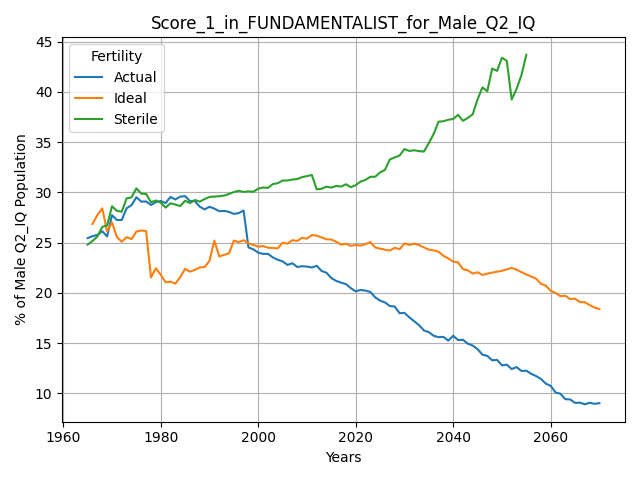 Score_1_in_FUNDAMENTALIST_for_Male_Q2_IQ
Fertility
Actual
Ideal
Sterile
% of Male Q2_IQ Population
45
40
35
30
25
20
15
10
1960
1980
2000
2020
2040
2060
Years